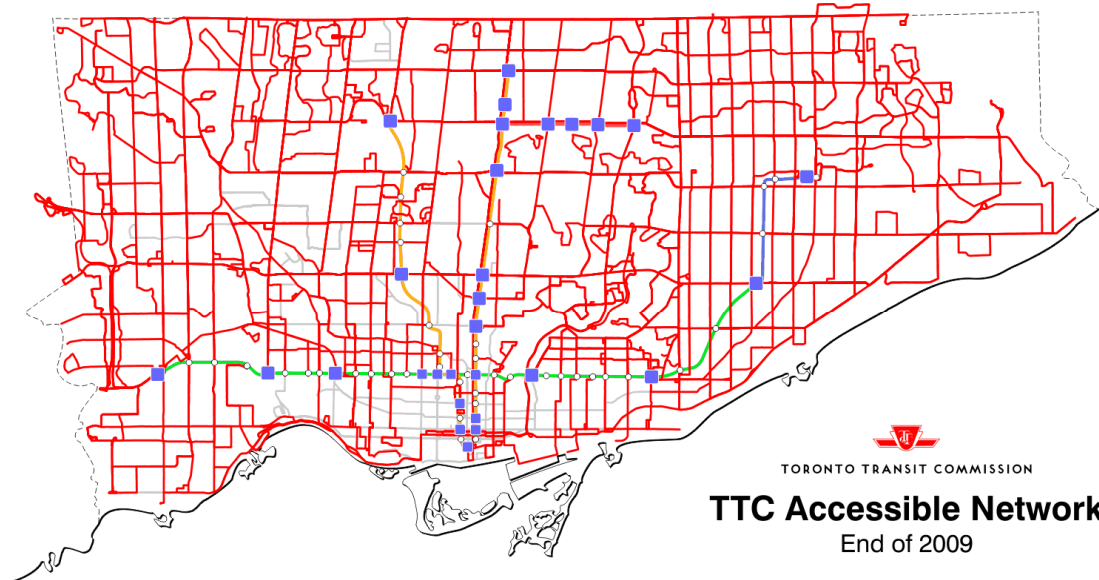 TORONTO TRANSIT COMMISSION
TTC Accessible Network
End of 2009